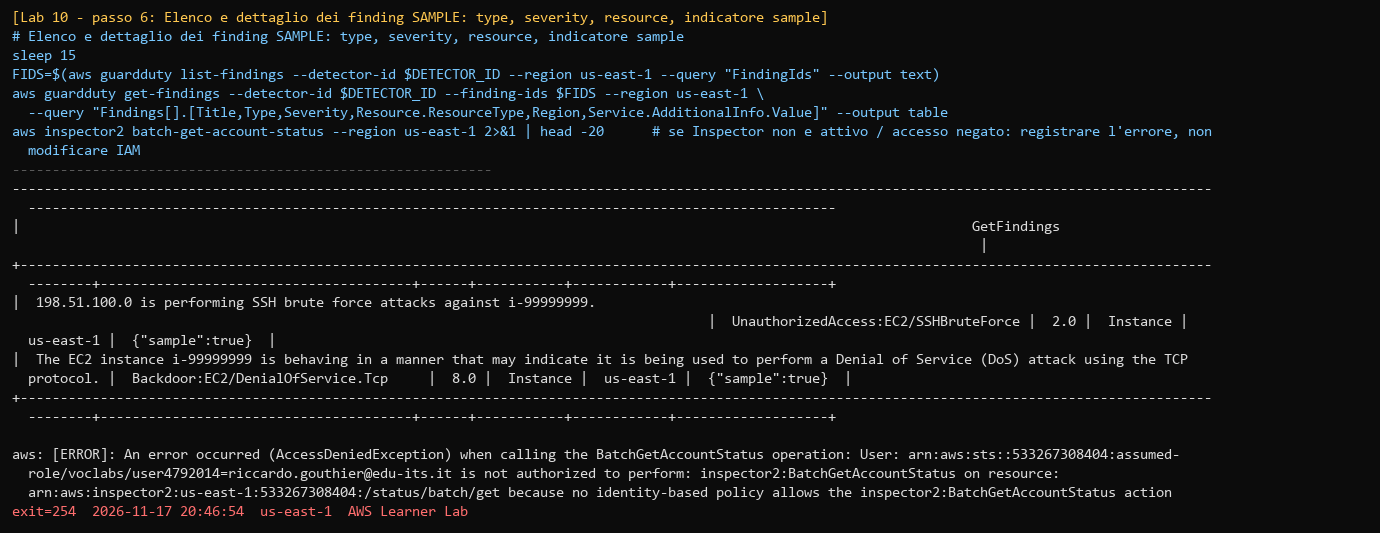 [Lab 10 - passo 6: Elenco e dettaglio dei finding SAMPLE: type, severity, resource, indicatore sample]
# Elenco e dettaglio dei finding SAMPLE: type, severity, resource, indicatore sample
sleep 15
FIDS=$(aws guardduty list-findings --detector-id $DETECTOR_ID --region us-east-1 --query "FindingIds" --output text)
aws guardduty get-findings --detector-id $DETECTOR_ID --finding-ids $FIDS --region us-east-1 \
  --query "Findings[].[Title,Type,Severity,Resource.ResourceType,Region,Service.AdditionalInfo.Value]" --output table
aws inspector2 batch-get-account-status --region us-east-1 2>&1 | head -20      # se Inspector non e attivo / accesso negato: registrare l'errore, non
  modificare IAM
------------------------------------------------------------
------------------------------------------------------------------------------------------------------------------------------------------------------
  -----------------------------------------------------------------------------------------------------
|                                                                                                                        GetFindings
                                                                                                                         |
+-----------------------------------------------------------------------------------------------------------------------------------------------------
  --------+---------------------------------------+------+-----------+------------+-------------------+
|  198.51.100.0 is performing SSH brute force attacks against i-99999999.
                                                                                       |  UnauthorizedAccess:EC2/SSHBruteForce |  2.0 |  Instance |
  us-east-1 |  {"sample":true}  |
|  The EC2 instance i-99999999 is behaving in a manner that may indicate it is being used to perform a Denial of Service (DoS) attack using the TCP
  protocol. |  Backdoor:EC2/DenialOfService.Tcp     |  8.0 |  Instance |  us-east-1 |  {"sample":true}  |
+-----------------------------------------------------------------------------------------------------------------------------------------------------
  --------+---------------------------------------+------+-----------+------------+-------------------+
aws: [ERROR]: An error occurred (AccessDeniedException) when calling the BatchGetAccountStatus operation: User: arn:aws:sts::533267308404:assumed-
  role/voclabs/user4792014=riccardo.gouthier@edu-its.it is not authorized to perform: inspector2:BatchGetAccountStatus on resource:
  arn:aws:inspector2:us-east-1:533267308404:/status/batch/get because no identity-based policy allows the inspector2:BatchGetAccountStatus action
exit=254  2026-11-17 20:46:54  us-east-1  AWS Learner Lab